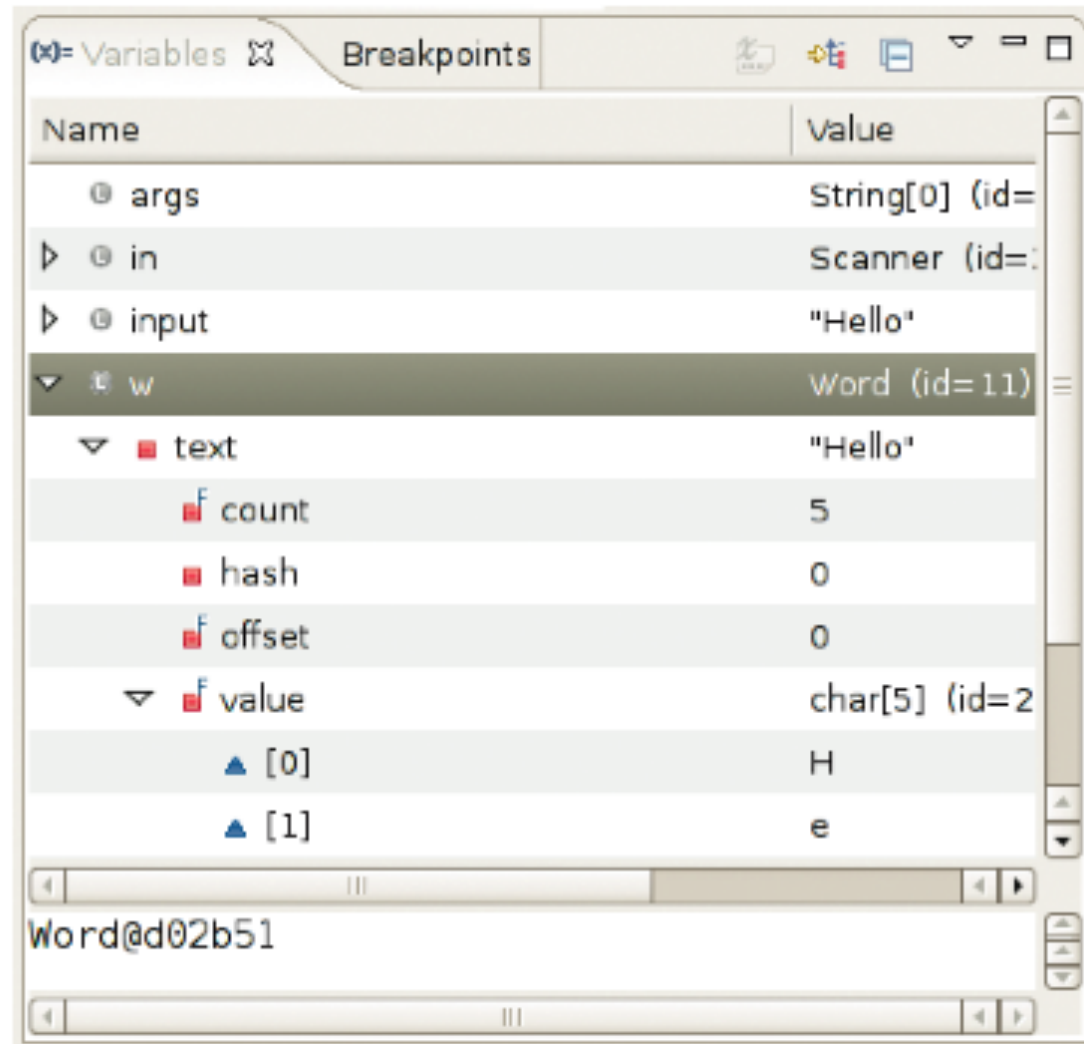 (x)= Variables Breakpoints
Name Value
args String[0] (id=
in Scanner (id=
input "Hello"
w Word (id=11)
text "Hello"
count 5
hash 0
offset 0
value char[5] (id=2
[0] H
[1] e
Word@d02b51